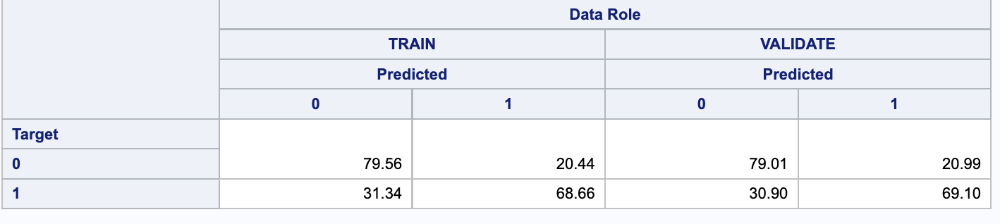 Data Role
TRAIN VALIDATE
Predicted Predicted
0 1 0 1
Target
0 79.56 20.44 79.01 20.99
1 31.34 68.66 30.90 69.10